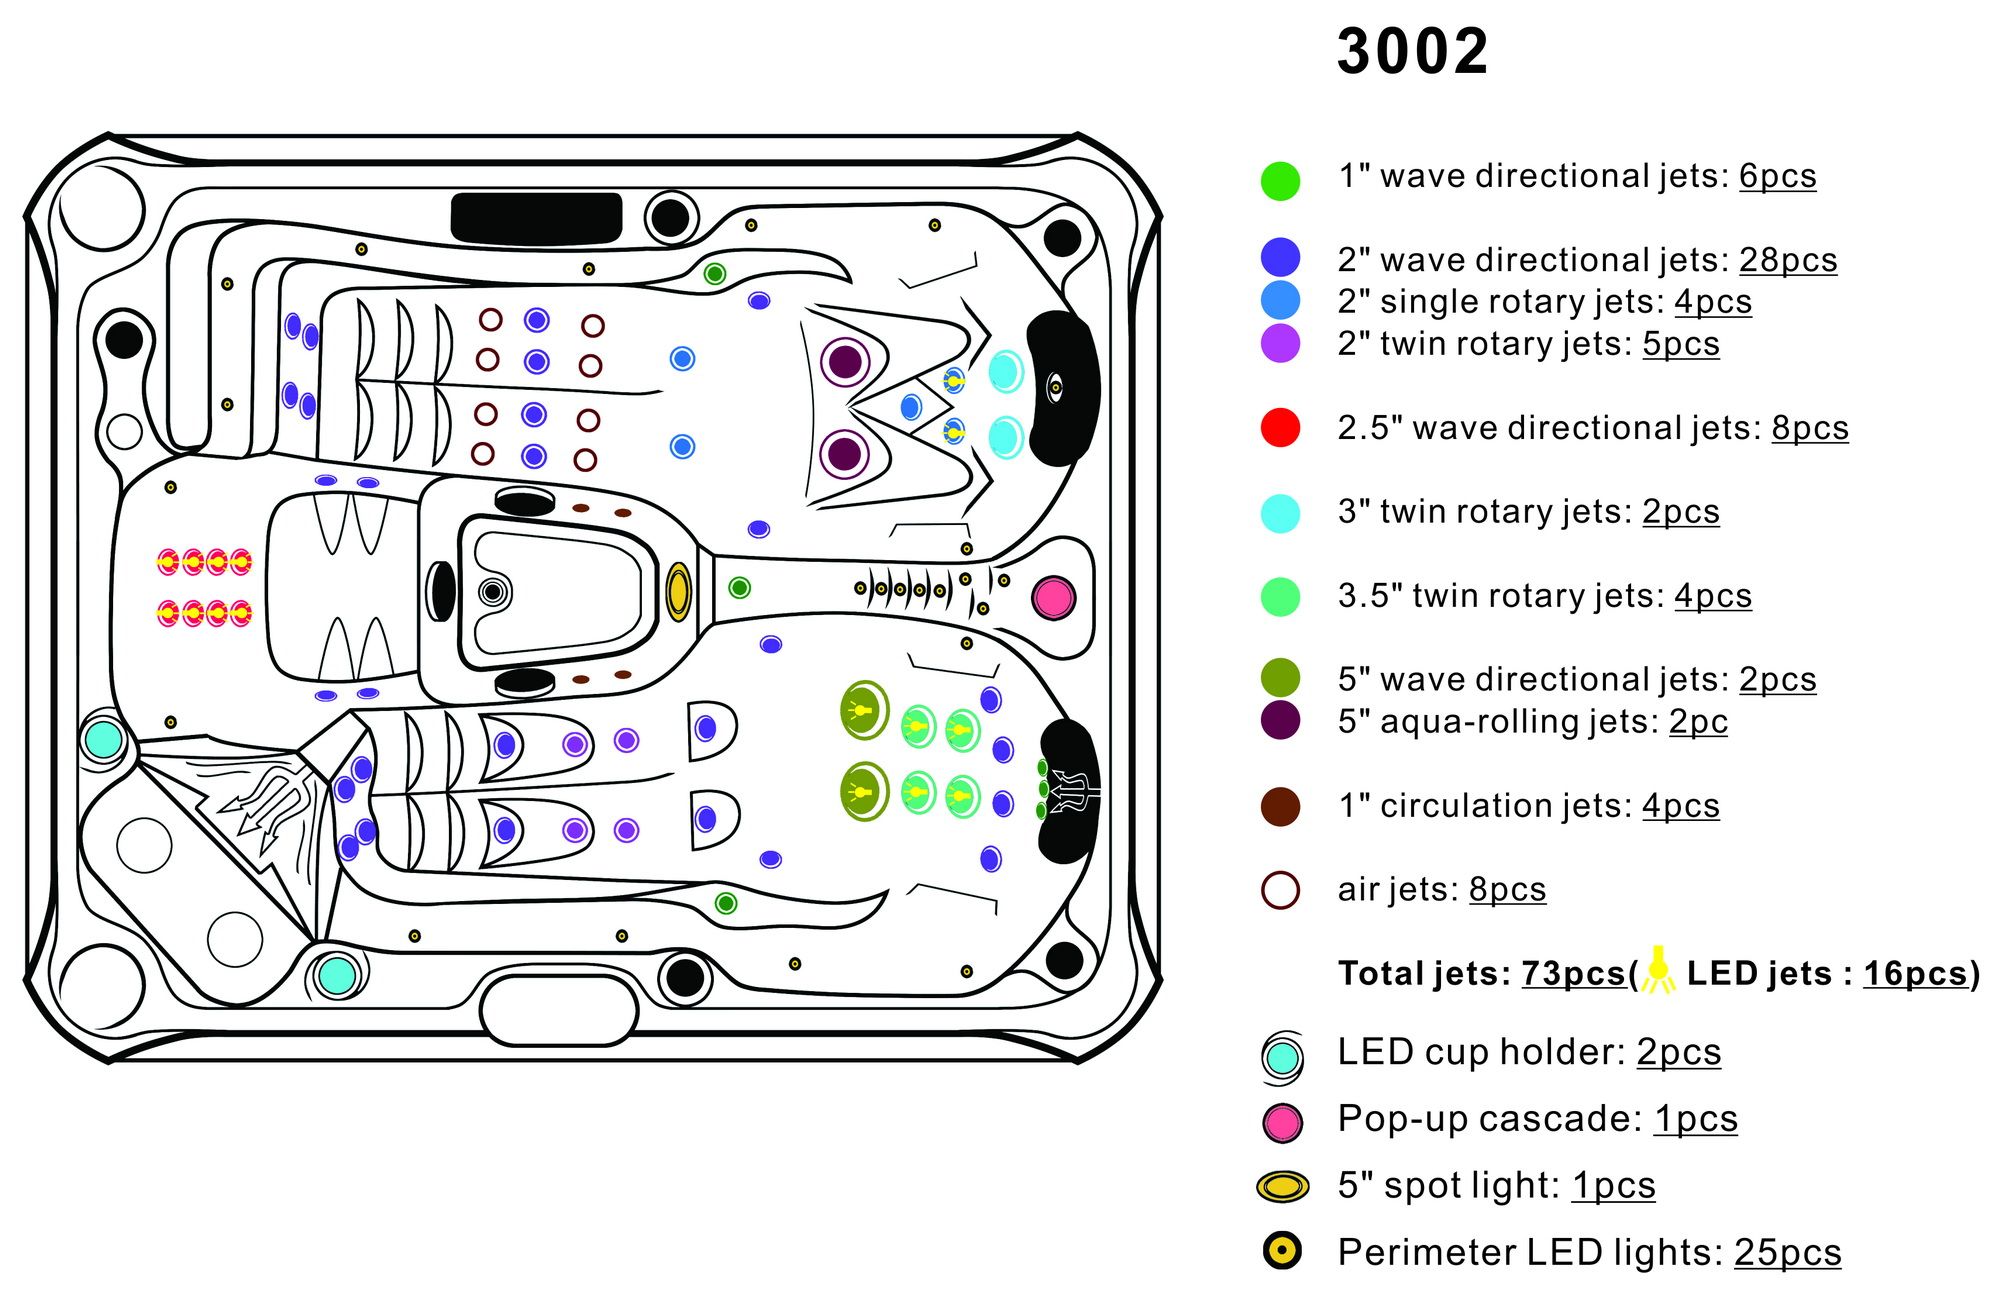 3002
1" wave directional jets: 6pcs
2" wave directional jets: 28pcs
2" single rotary jets: 4pcs
2" twin rotary jets: 5pcs
2.5" wave directional jets: 8pcs
3" twin rotary jets: 2pcs
3.5" twin rotary jets: 4pcs
5" wave directional jets: 2pcs
5" aqua-rolling jets: 2pc
1" circulation jets: 4pcs
air jets: 8pcs
Total jets: 73pcs( LED jets : 16pcs)
LED cup holder: 2pcs
Pop-up cascade: 1pcs
5" spot light: 1pcs
Perimeter LED lights: 25pcs